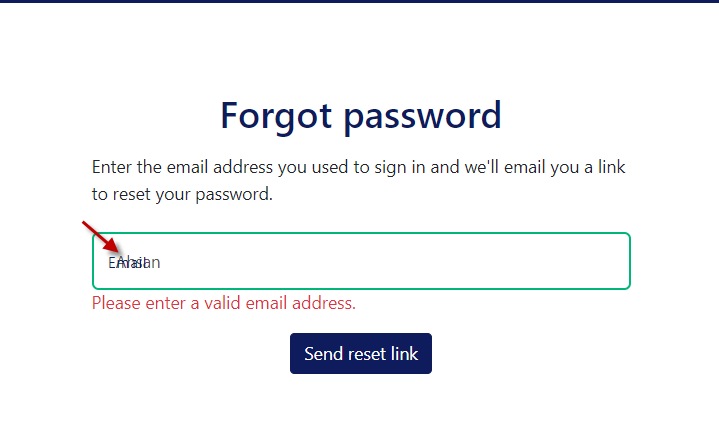 Forgot password
Enter the email address you used to sign in and we'll email you a link
to reset your password.
Email
Please enter a valid email address.
Send reset link